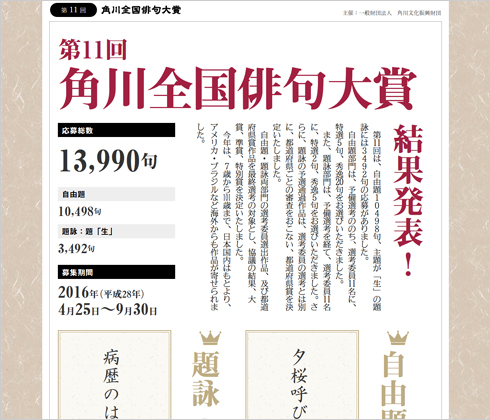 第11回
角川全国俳句大賞
主催 / 一般財団法人　角川文化振興財団
第11回
角川全国俳句大賞
結果発表！
第11回は、自由題１０４９８句、主題が「生」の題
詠には３４９２句の応募がありました。
自由題部門は、予備選考ののち、選考委員11名に、
特選５句、秀逸20句をお選びいただきました。
また、題詠部門は、予備選考を経て、選考委員11名
に、特選２句、秀逸５句をお選びいただきました。さ
らに、題詠の予選通過作品は、選考委員の選考とは別
に、都道府県ごとの審査をおこない、都道府県賞を決
定いたしました。
自由題・題詠両部門の選考委員選出作品、及び都道
府県賞作品を最終選考の対象とし、協議の結果、大
賞、準賞、特別賞を決定いたしました。
今年は、７歳から歳まで、日本国内はもとより、
アメリカ・ブラジルなど海外からも作品が寄せられま
した。
応募総数
13,990句
自由題
10,498句
題詠：題「生」
3,492句
募集期間
2016年（平成28年）
4月25日〜9月30日
自由題
夕桜呼び
題詠
病歴のは